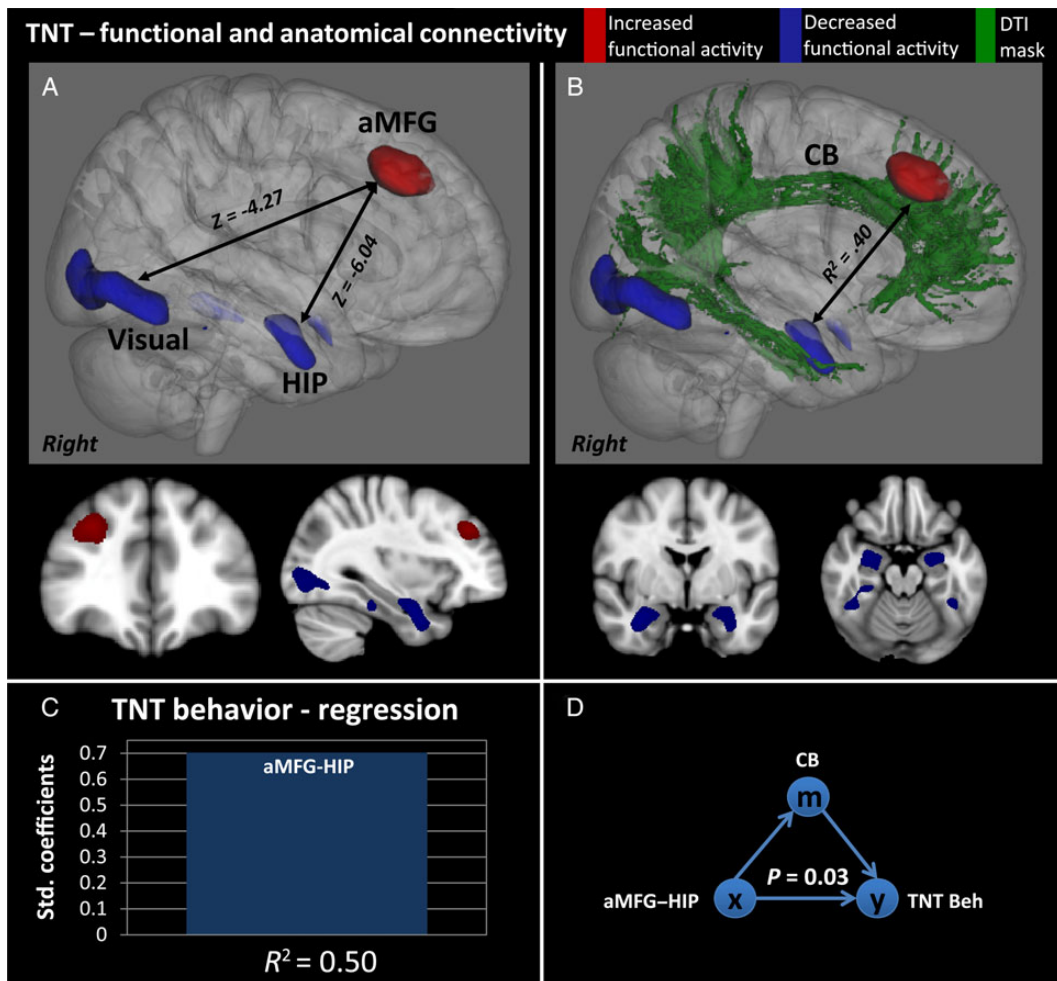 TNT – functional and anatomical connectivity
Increased
functional activity
Decreased
functional activity
DTI
mask
A
aMFG
Z = -4.27
Z = -6.04
Visual
HIP
Right
B
CB
R² = .40
Right
C
TNT behavior - regression
Std. coefficients
0.7
0.6
0.5
0.4
0.3
0.2
0.1
0
aMFG-HIP
R² = 0.50
D
CB
m
P = 0.03
aMFG–HIP
x
y
TNT Beh